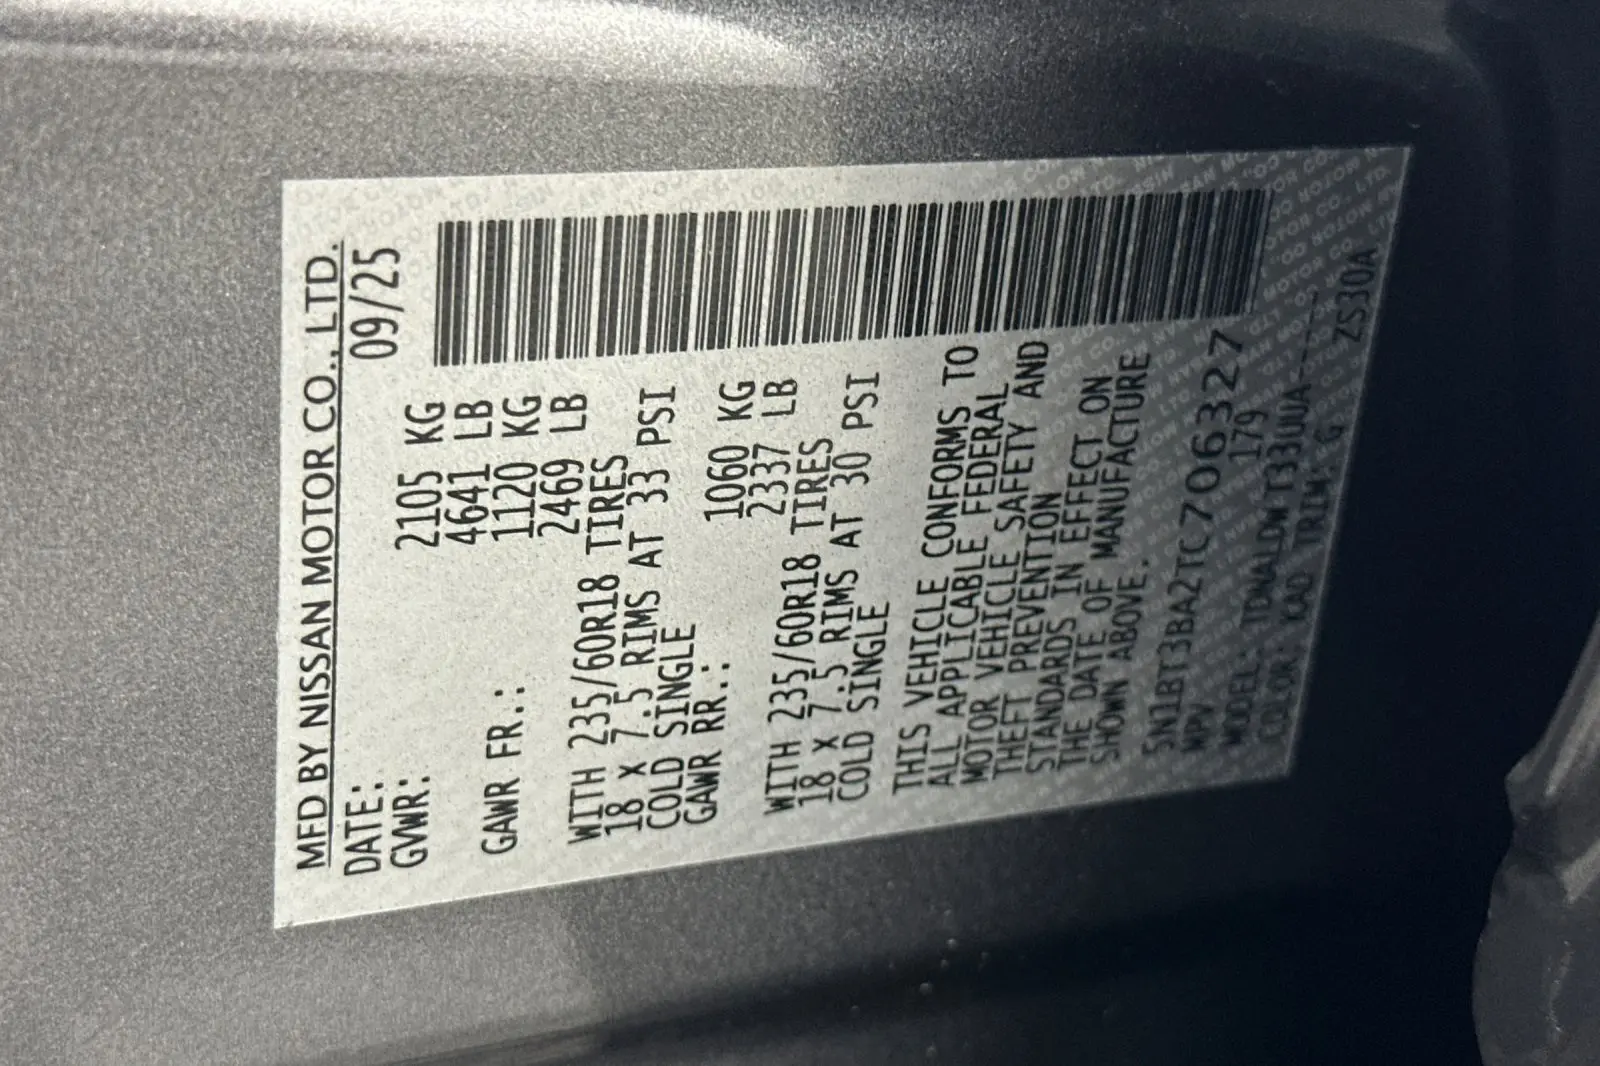 MFD BY NISSAN MOTOR CO., LTD.
DATE: 09/25
GVWR: 2105 KG
4641 LB
GAWR FR.: 1120 KG
2469 LB
WITH 235/60R18 TIRES
18 X 7.5 RIMS AT 33 PSI
COLD SINGLE
GAWR RR.: 1060 KG
2337 LB
WITH 235/60R18 TIRES
18 X 7.5 RIMS AT 30 PSI
COLD SINGLE
THIS VEHICLE CONFORMS TO
ALL APPLICABLE FEDERAL
MOTOR VEHICLE SAFETY AND
THEFT PREVENTION
STANDARDS IN EFFECT ON
THE DATE OF MANUFACTURE
SHOWN ABOVE.
5N1BT3BA2TC706327
MPV 179
MODEL: TDNALDWT33UUA-----
COLOR: KAD TRIM: G ZS30A